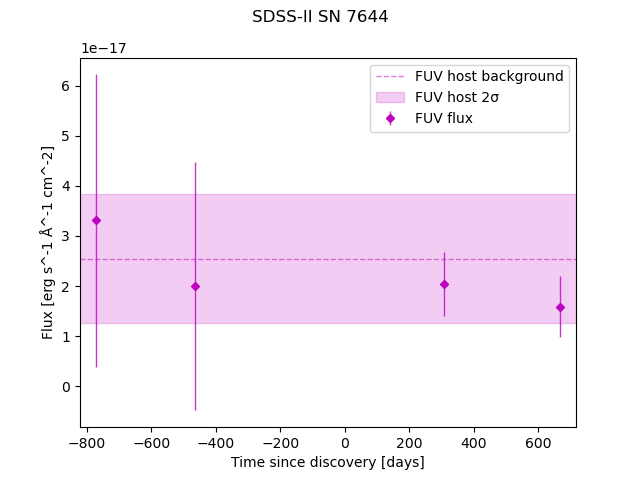 SDSS-II SN 7644
1e−17
FUV host background
FUV host 2σ
FUV flux
6
5
4
3
2
1
0
Flux [erg s^-1 Å^-1 cm^-2]
−800 −600 −400 −200 0 200 400 600
Time since discovery [days]